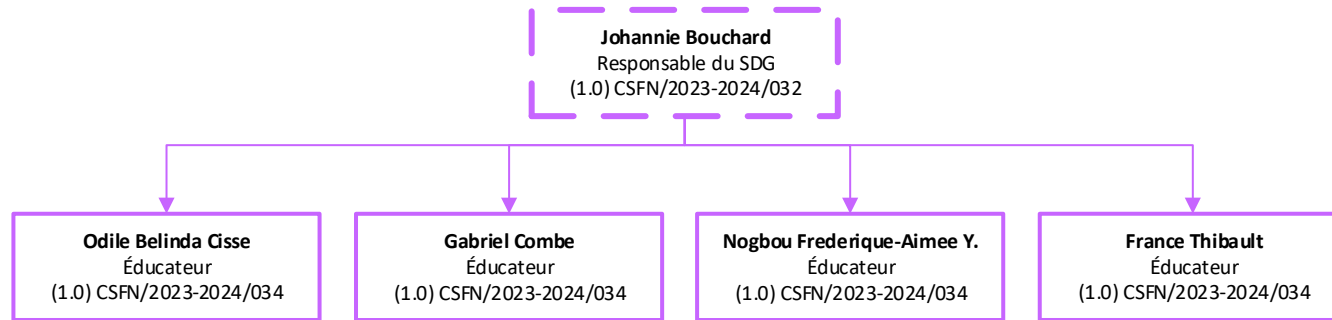 Johannie Bouchard
Responsable du SDG
(1.0) CSFN/2023-2024/032
Odile Belinda Cisse
Éducateur
(1.0) CSFN/2023-2024/034
Gabriel Combe
Éducateur
(1.0) CSFN/2023-2024/034
Nogbou Frederique-Aimee Y.
Éducateur
(1.0) CSFN/2023-2024/034
France Thibault
Éducateur
(1.0) CSFN/2023-2024/034